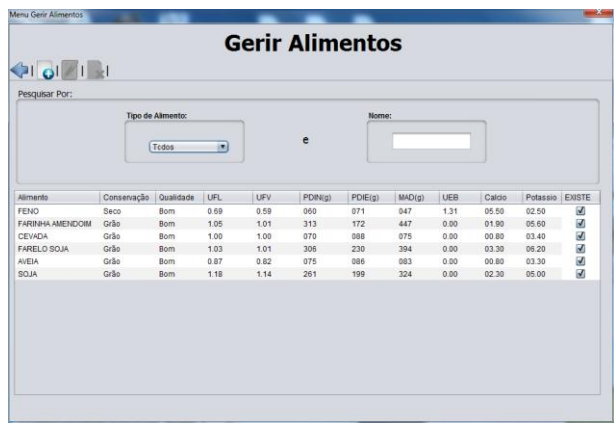 Menu Gerir Alimentos
Gerir Alimentos
Pesquisar Por:
Tipo de Alimento:
Nome:
Todos
e
Alimento Conservação Qualidade UFL UFV PDIN(g) PDIE(g) MAD(g) UEB Calcio Potassio EXISTE
FENO Seco Bom 0.69 0.59 060 071 047 1.31 05.50 02.50
FARINHA AMENDOIM Grão Bom 1.05 1.01 313 172 447 0.00 01.90 05.60
CEVADA Grão Bom 1.00 1.00 070 088 075 0.00 00.80 03.40
FARELO SOJA Grão Bom 1.03 1.01 306 230 394 0.00 03.30 06.20
AVEIA Grão Bom 0.87 0.82 075 086 083 0.00 00.80 03.30
SOJA Grão Bom 1.18 1.14 261 199 324 0.00 02.30 05.00